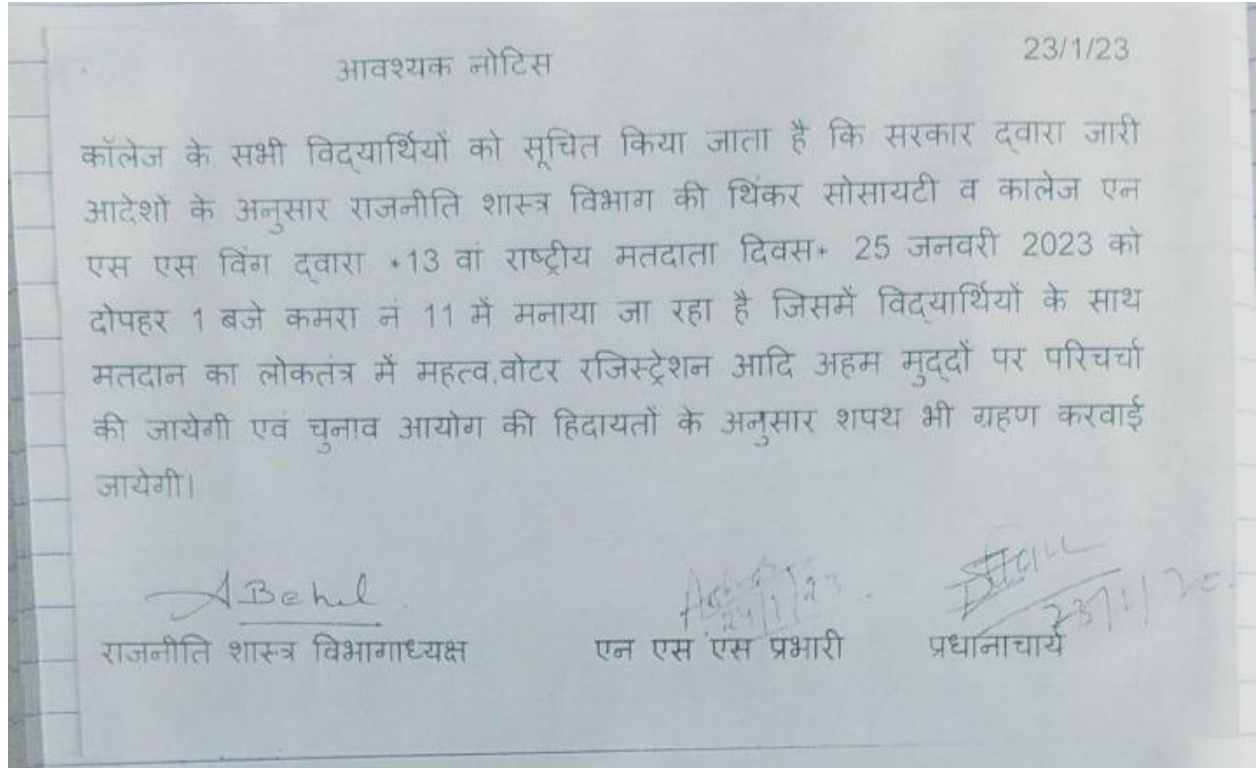 आवश्यक नोटिस 23/1/23
कॉलेज के सभी विद्यार्थियों को सूचित किया जाता है कि सरकार द्वारा जारी
आदेशों के अनुसार राजनीति शास्त्र विभाग की थिंकर सोसायटी व कालेज एन
एस एस विंग द्वारा *13 वां राष्ट्रीय मतदाता दिवस* 25 जनवरी 2023 को
दोपहर 1 बजे कमरा नं 11 में मनाया जा रहा है जिसमें विद्यार्थियों के साथ
मतदान का लोकतंत्र में महत्व,वोटर रजिस्ट्रेशन आदि अहम मुद्दों पर परिचर्चा
की जायेगी एवं चुनाव आयोग की हिदायतों के अनुसार शपथ भी ग्रहण करवाई
जायेगी।
A Behl
राजनीति शास्त्र विभागाध्यक्ष एन एस एस प्रभारी प्रधानाचार्य